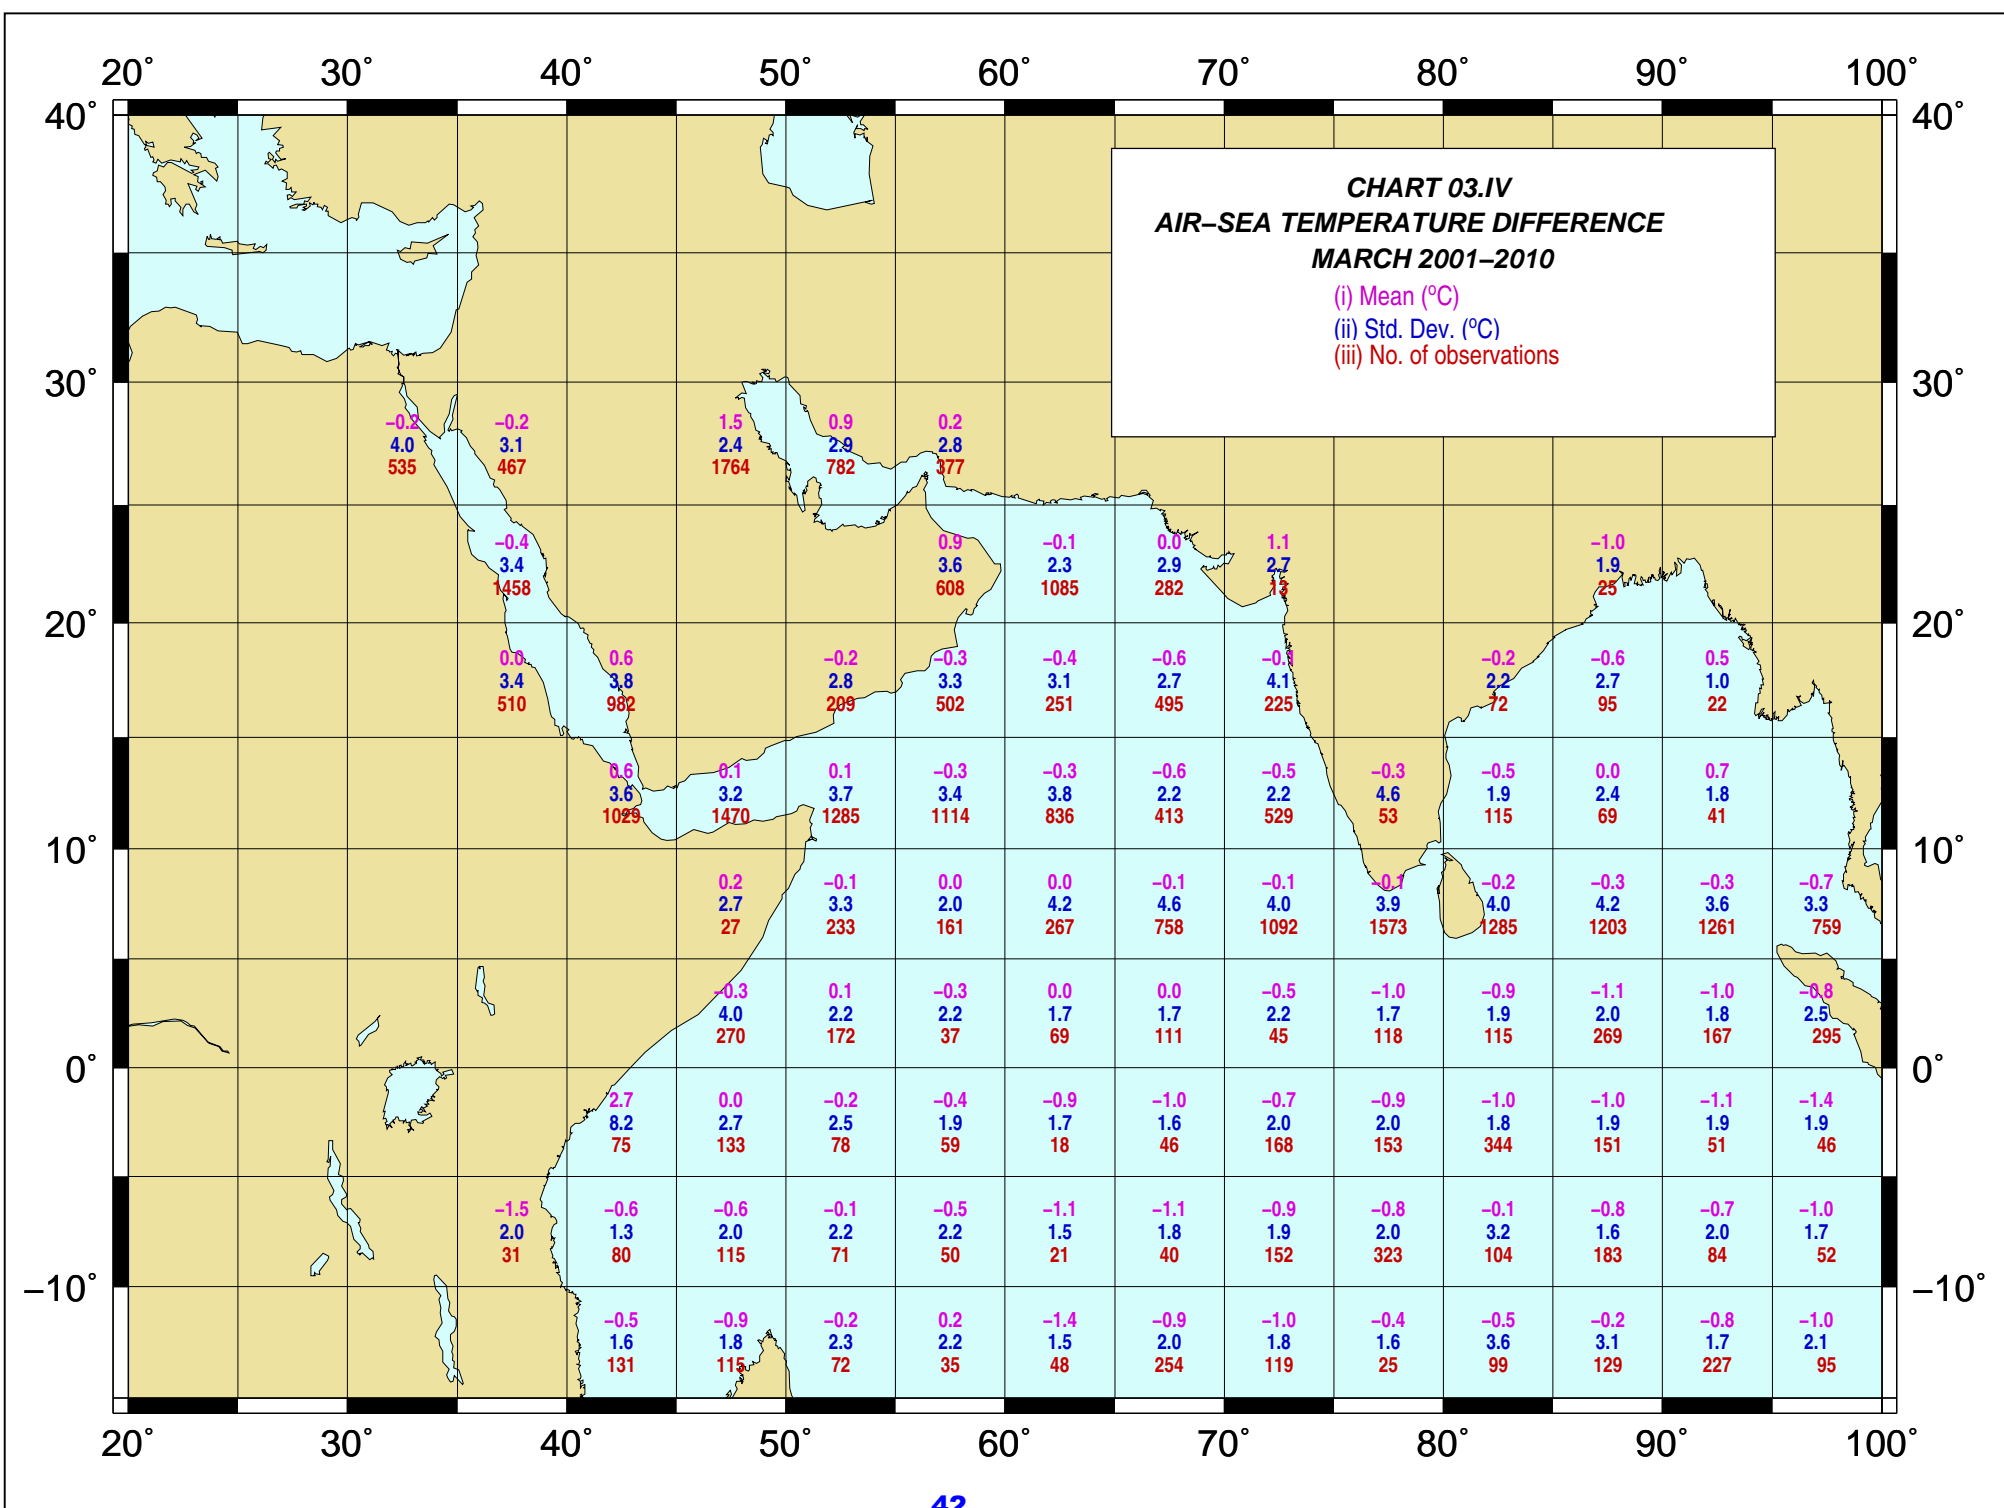 20° 30° 40° 50° 60° 70° 80° 90° 100°
40° 40°
CHART 03.IV
AIR–SEA TEMPERATURE DIFFERENCE
MARCH 2001–2010
(i) Mean (ºC)
(ii) Std. Dev. (ºC)
(iii) No. of observations
30° 30°
−0.2 −0.2 1.5 0.9 0.2
4.0 3.1 2.4 2.9 2.8
535 467 1764 782 377
−0.4 0.9 −0.1 0.0 1.1 −1.0
3.4 3.6 2.3 2.9 2.7 1.9
1458 608 1085 282 13 25
20° 20°
0.0 0.6 −0.2 −0.3 −0.4 −0.6 −0.1 −0.2 −0.6 0.5
3.4 3.8 2.8 3.3 3.1 2.7 4.1 2.2 2.7 1.0
510 982 209 502 251 495 225 72 95 22
0.6 0.1 0.1 −0.3 −0.3 −0.6 −0.5 −0.3 −0.5 0.0 0.7
3.6 3.2 3.7 3.4 3.8 2.2 2.2 4.6 1.9 2.4 1.8
1029 1470 1285 1114 836 413 529 53 115 69 41
10° 10°
0.2 −0.1 0.0 0.0 −0.1 −0.1 −0.1 −0.2 −0.3 −0.3 −0.7
2.7 3.3 2.0 4.2 4.6 4.0 3.9 4.0 4.2 3.6 3.3
27 233 161 267 758 1092 1573 1285 1203 1261 759
−0.3 0.1 −0.3 0.0 0.0 −0.5 −1.0 −0.9 −1.1 −1.0 −0.8
4.0 2.2 2.2 1.7 1.7 2.2 1.7 1.9 2.0 1.8 2.5
270 172 37 69 111 45 118 115 269 167 295
0° 0°
2.7 0.0 −0.2 −0.4 −0.9 −1.0 −0.7 −0.9 −1.0 −1.0 −1.1 −1.4
8.2 2.7 2.5 1.9 1.7 1.6 2.0 2.0 1.8 1.9 1.9 1.9
75 133 78 59 18 46 168 153 344 151 51 46
−1.5 −0.6 −0.6 −0.1 −0.5 −1.1 −1.1 −0.9 −0.8 −0.1 −0.8 −0.7 −1.0
2.0 1.3 2.0 2.2 2.2 1.5 1.8 1.9 2.0 3.2 1.6 2.0 1.7
31 80 115 71 50 21 40 152 323 104 183 84 52
−10° −10°
−0.5 −0.9 −0.2 0.2 −1.4 −0.9 −1.0 −0.4 −0.5 −0.2 −0.8 −1.0
1.6 1.8 2.3 2.2 1.5 2.0 1.8 1.6 3.6 3.1 1.7 2.1
131 115 72 35 48 254 119 25 99 129 227 95
20° 30° 40° 50° 60° 70° 80° 90° 100°
42